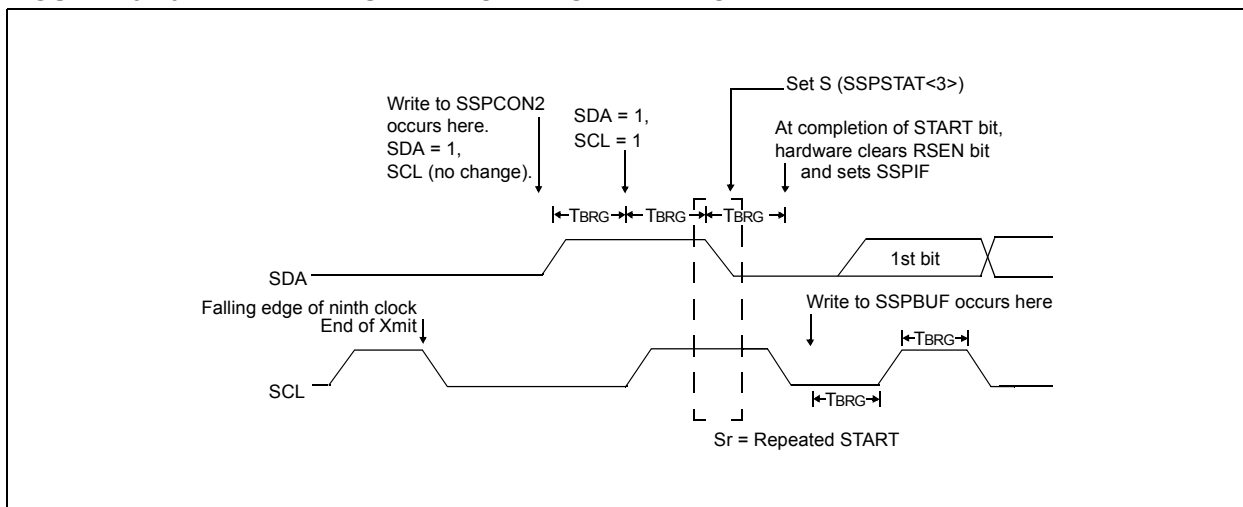 Set S (SSPSTAT<3>)
Write to SSPCON2
occurs here.
SDA = 1,
SCL (no change).
SDA = 1,
SCL = 1
At completion of START bit,
hardware clears RSEN bit
and sets SSPIF
TBRG
TBRG
TBRG
SDA
1st bit
Falling edge of ninth clock
End of Xmit
Write to SSPBUF occurs here
TBRG
SCL
TBRG
Sr = Repeated START